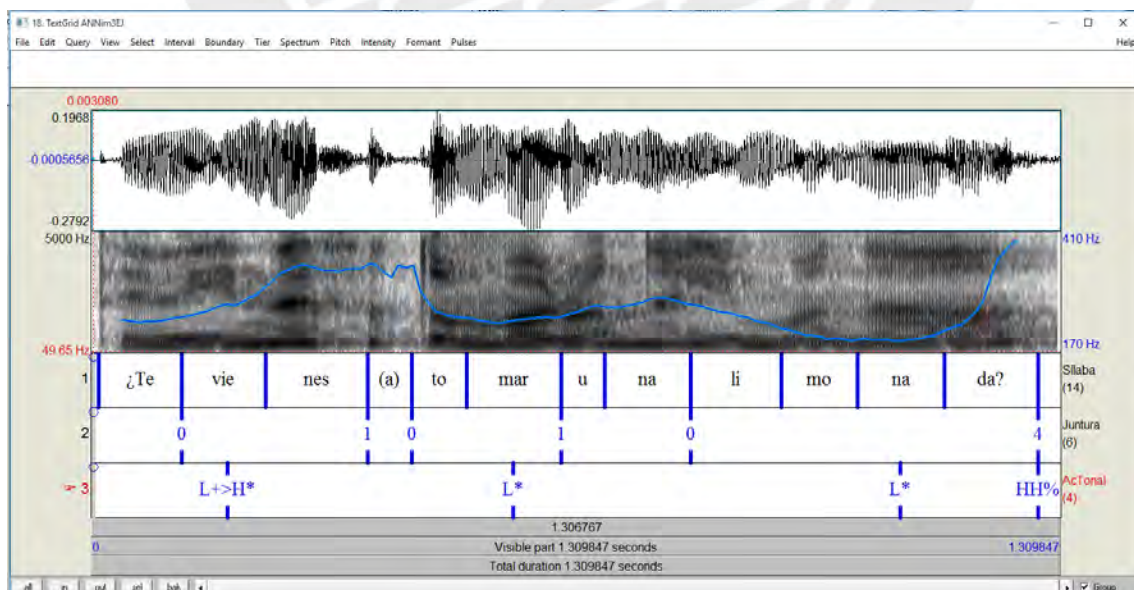 18. TextGrid ANNim3EJ
File Edit Query View Select Interval Boundary Tier Spectrum Pitch Intensity Formant Pulses Help
0.003080
0.1968
-0.0005656
-0.2792
5000 Hz 410 Hz
49.65 Hz 170 Hz
1 ¿Te vie nes (a) to mar u na li mo na da? Sílaba
(14)
2 0 1 0 1 0 4 Juntura
(6)
3 L+>H* L* L* HH% AcTonal
(4)
1.306767
0 Visible part 1.309847 seconds 1.309847
Total duration 1.309847 seconds
all in out sel bak Group